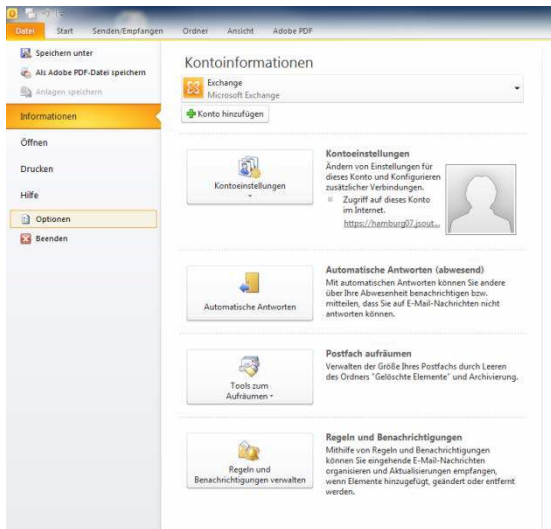 Datei Start Senden/Empfangen Ordner Ansicht Adobe PDF
Speichern unter
Als Adobe PDF-Datei speichern
Anlagen speichern
Informationen
Öffnen
Drucken
Hilfe
Optionen
Beenden
Kontoinformationen
Exchange
Microsoft Exchange
Konto hinzufügen
Kontoeinstellungen
Kontoeinstellungen
Ändern von Einstellungen für
dieses Konto und Konfigurieren
zusätzlicher Verbindungen.
Zugriff auf dieses Konto
im Internet.
https://hamburg07.jsout...
Automatische Antworten
Automatische Antworten (abwesend)
Mit automatischen Antworten können Sie andere
über Ihre Abwesenheit benachrichtigen bzw.
mitteilen, dass Sie auf E-Mail-Nachrichten nicht
antworten können.
Tools zum
Aufräumen
Postfach aufräumen
Verwalten der Größe Ihres Postfachs durch Leeren
des Ordners "Gelöschte Elemente" und Archivierung.
Regeln und
Benachrichtigungen verwalten
Regeln und Benachrichtigungen
Mithilfe von Regeln und Benachrichtigungen
können Sie eingehende E-Mail-Nachrichten
organisieren und Aktualisierungen empfangen,
wenn Elemente hinzugefügt, geändert oder entfernt
werden.